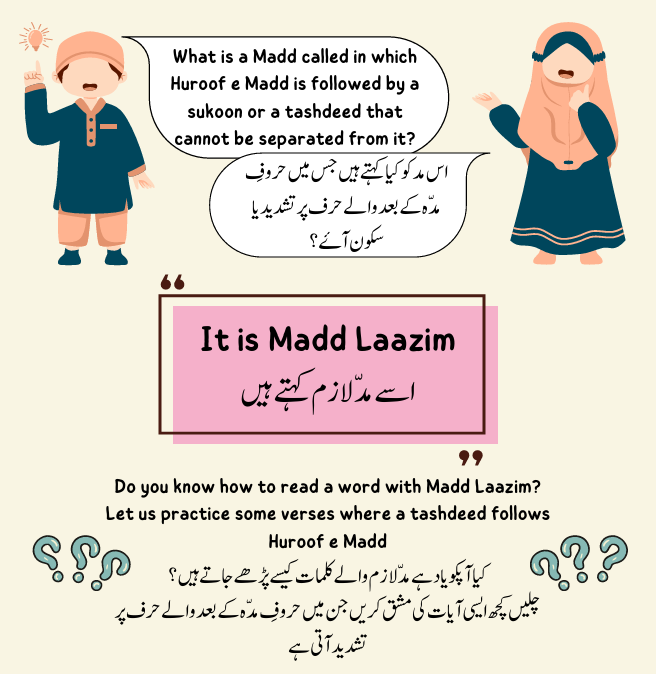 What is a Madd called in which
Huroof e Madd is followed by a
sukoon or a tashdeed that
cannot be separated from it?
اس مد کو کیا کہتے ہیں جس میں حروفِ
مدّہ کے بعد والے حرف پر تشدید یا
سکون آئے؟
It is Madd Laazim
اسے مدّ لازم کہتے ہیں
Do you know how to read a word with Madd Laazim?
Let us practice some verses where a tashdeed follows
Huroof e Madd
کیا آپکو یاد ہے مدّ لازم والے کلمات کیسے پڑھے جاتے ہیں؟
چلیں کچھ ایسی آیات کی مشق کریں جن میں حروفِ مدّہ کے بعد والے حرف پر
تشدید آتی ہے